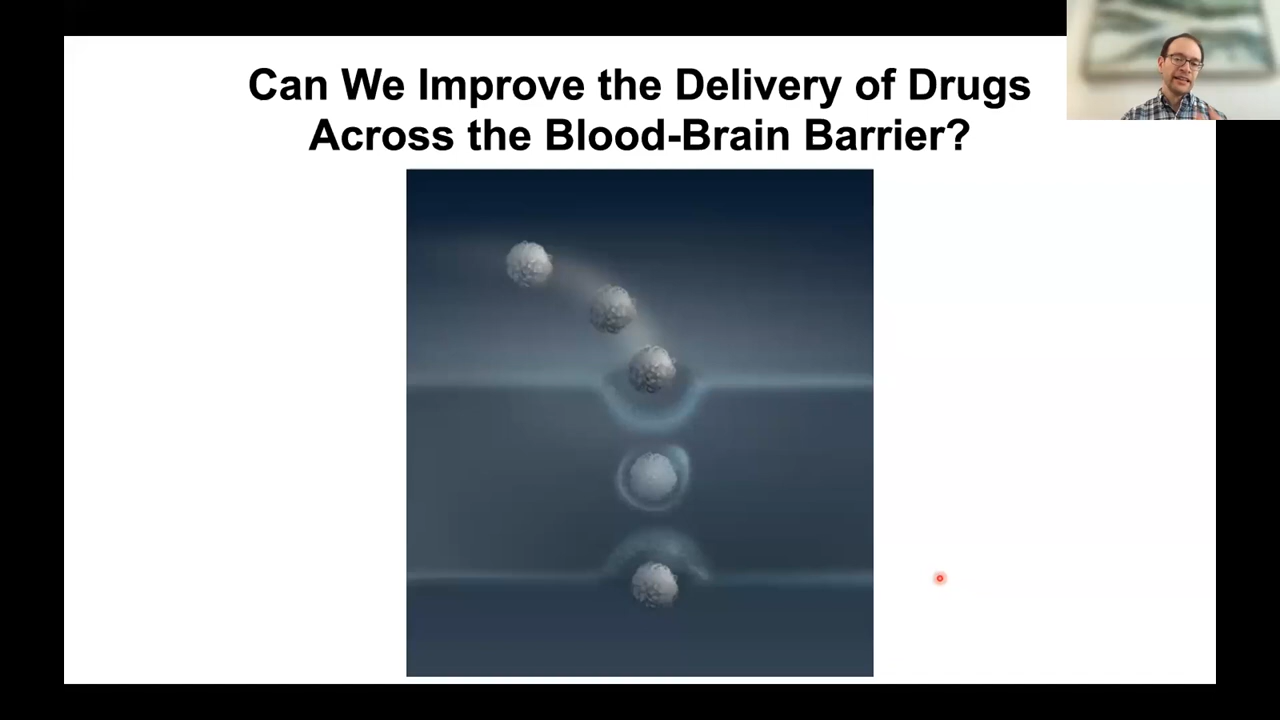 Can We Improve the Delivery of Drugs
Across the Blood-Brain Barrier?